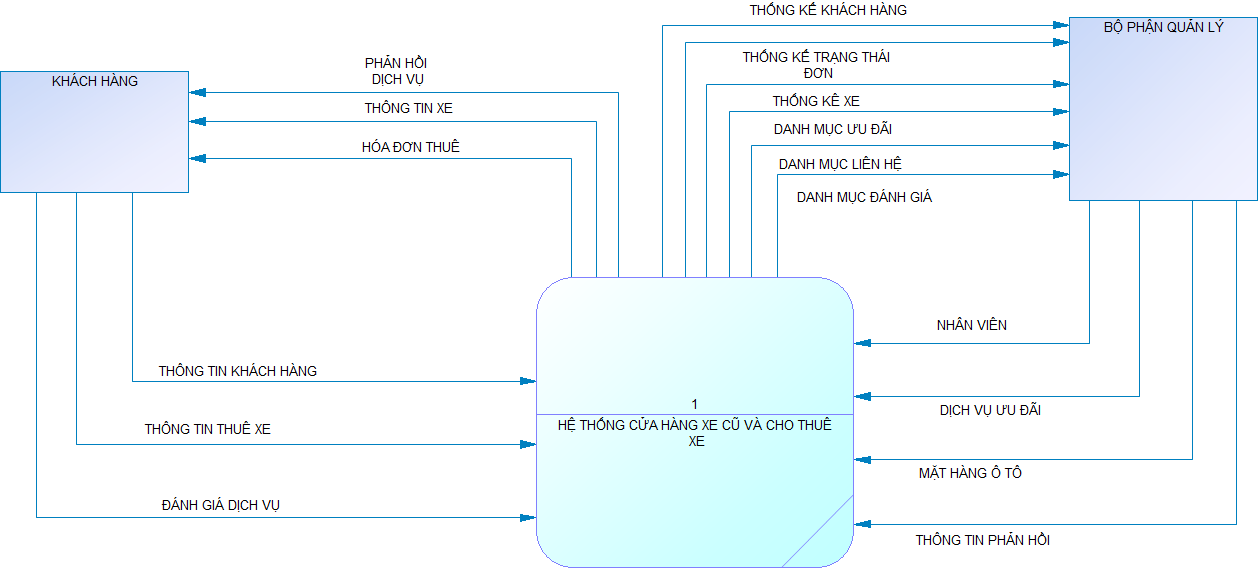 THỐNG KẾ KHÁCH HÀNG
BỘ PHẬN QUẢN LÝ
THỐNG KẾ TRẠNG THÁI
ĐƠN
PHẢN HỒI
DỊCH VỤ
KHÁCH HÀNG
THỐNG KÊ XE
THÔNG TIN XE
DANH MỤC ƯU ĐÃI
HÓA ĐƠN THUÊ
DANH MỤC LIÊN HỆ
DANH MỤC ĐÁNH GIÁ
NHÂN VIÊN
THÔNG TIN KHÁCH HÀNG
1
DỊCH VỤ ƯU ĐÃI
HỆ THỐNG CỬA HÀNG XE CŨ VÀ CHO THUÊ
XE
THÔNG TIN THUÊ XE
MẶT HÀNG Ô TÔ
ĐÁNH GIÁ DỊCH VỤ
THÔNG TIN PHẢN HỒI